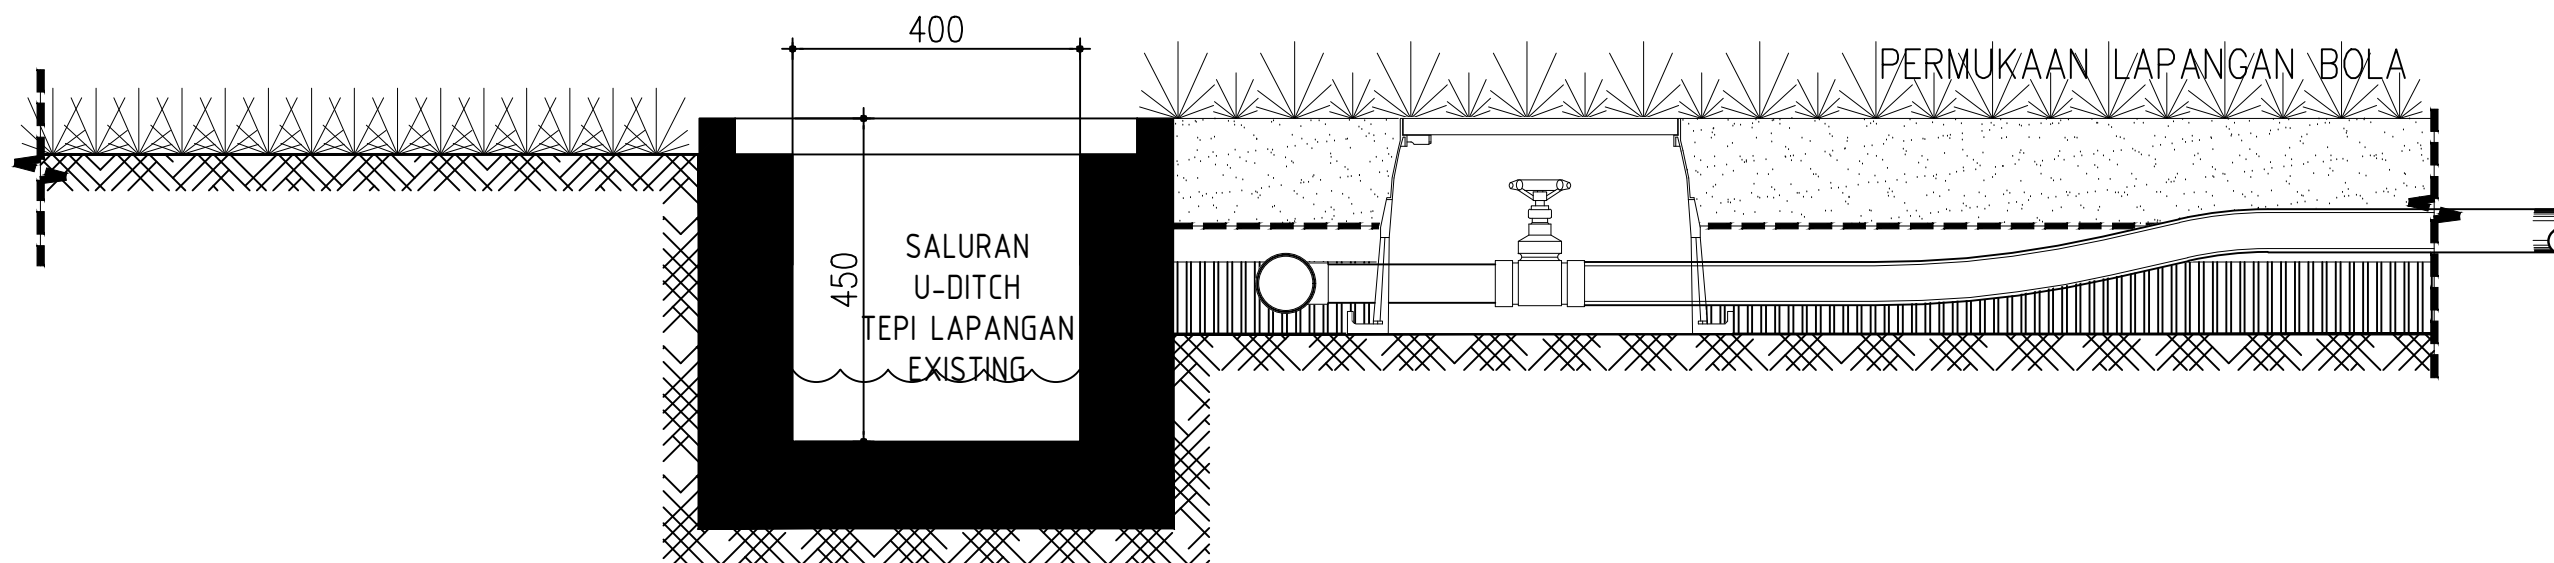 400
PERMUKAAN LAPANGAN BOLA
450
SALURAN
U-DITCH
TEPI LAPANGAN
EXISTING